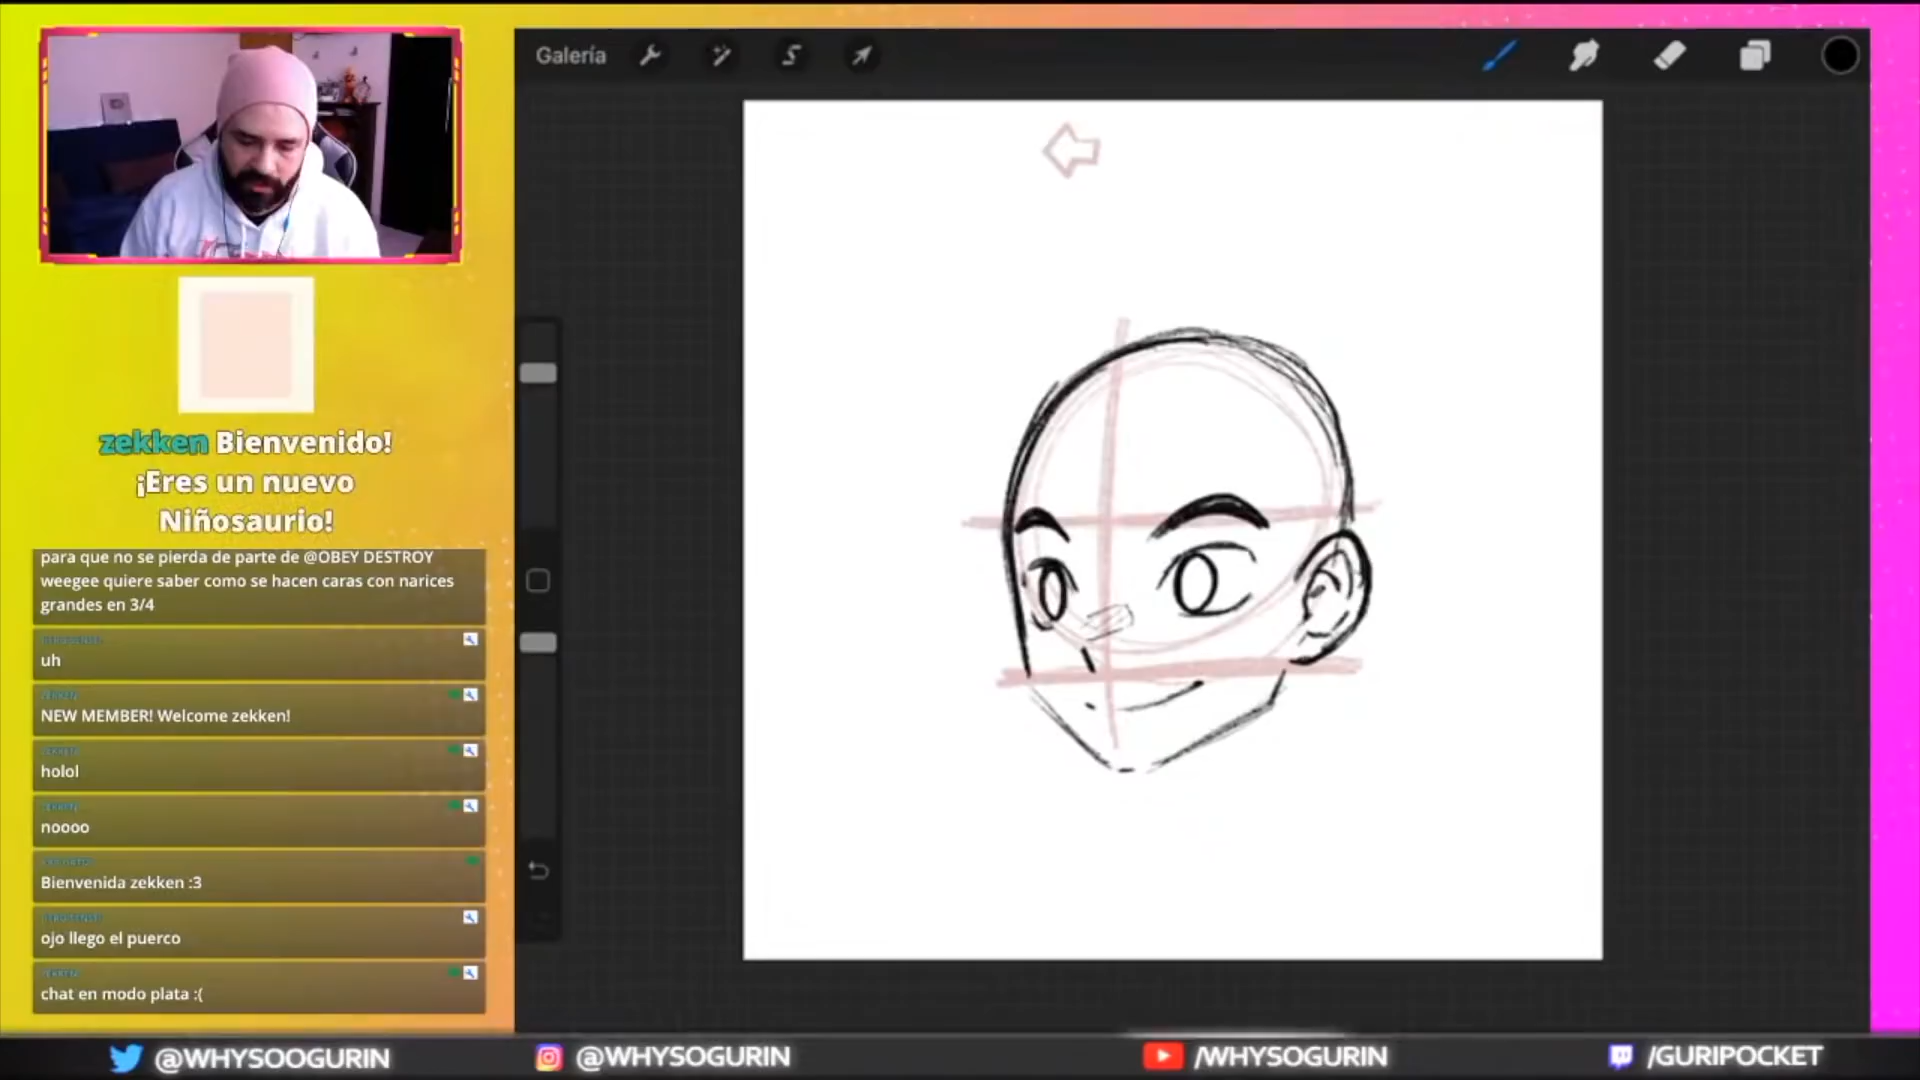 Galería
zekken Bienvenido!
¡Eres un nuevo
Niñosaurio!
para que no se pierda de parte de @OBEY DESTROY
weegee quiere saber como se hacen caras con narices
grandes en 3/4
uh
NEW MEMBER! Welcome zekken!
holol
noooo
Bienvenida zekken :3
ojo llego el puerco
chat en modo plata :(
@WHYSOOGURIN
@WHYSOGURIN
/WHYSOGURIN
/GURIPOCKET